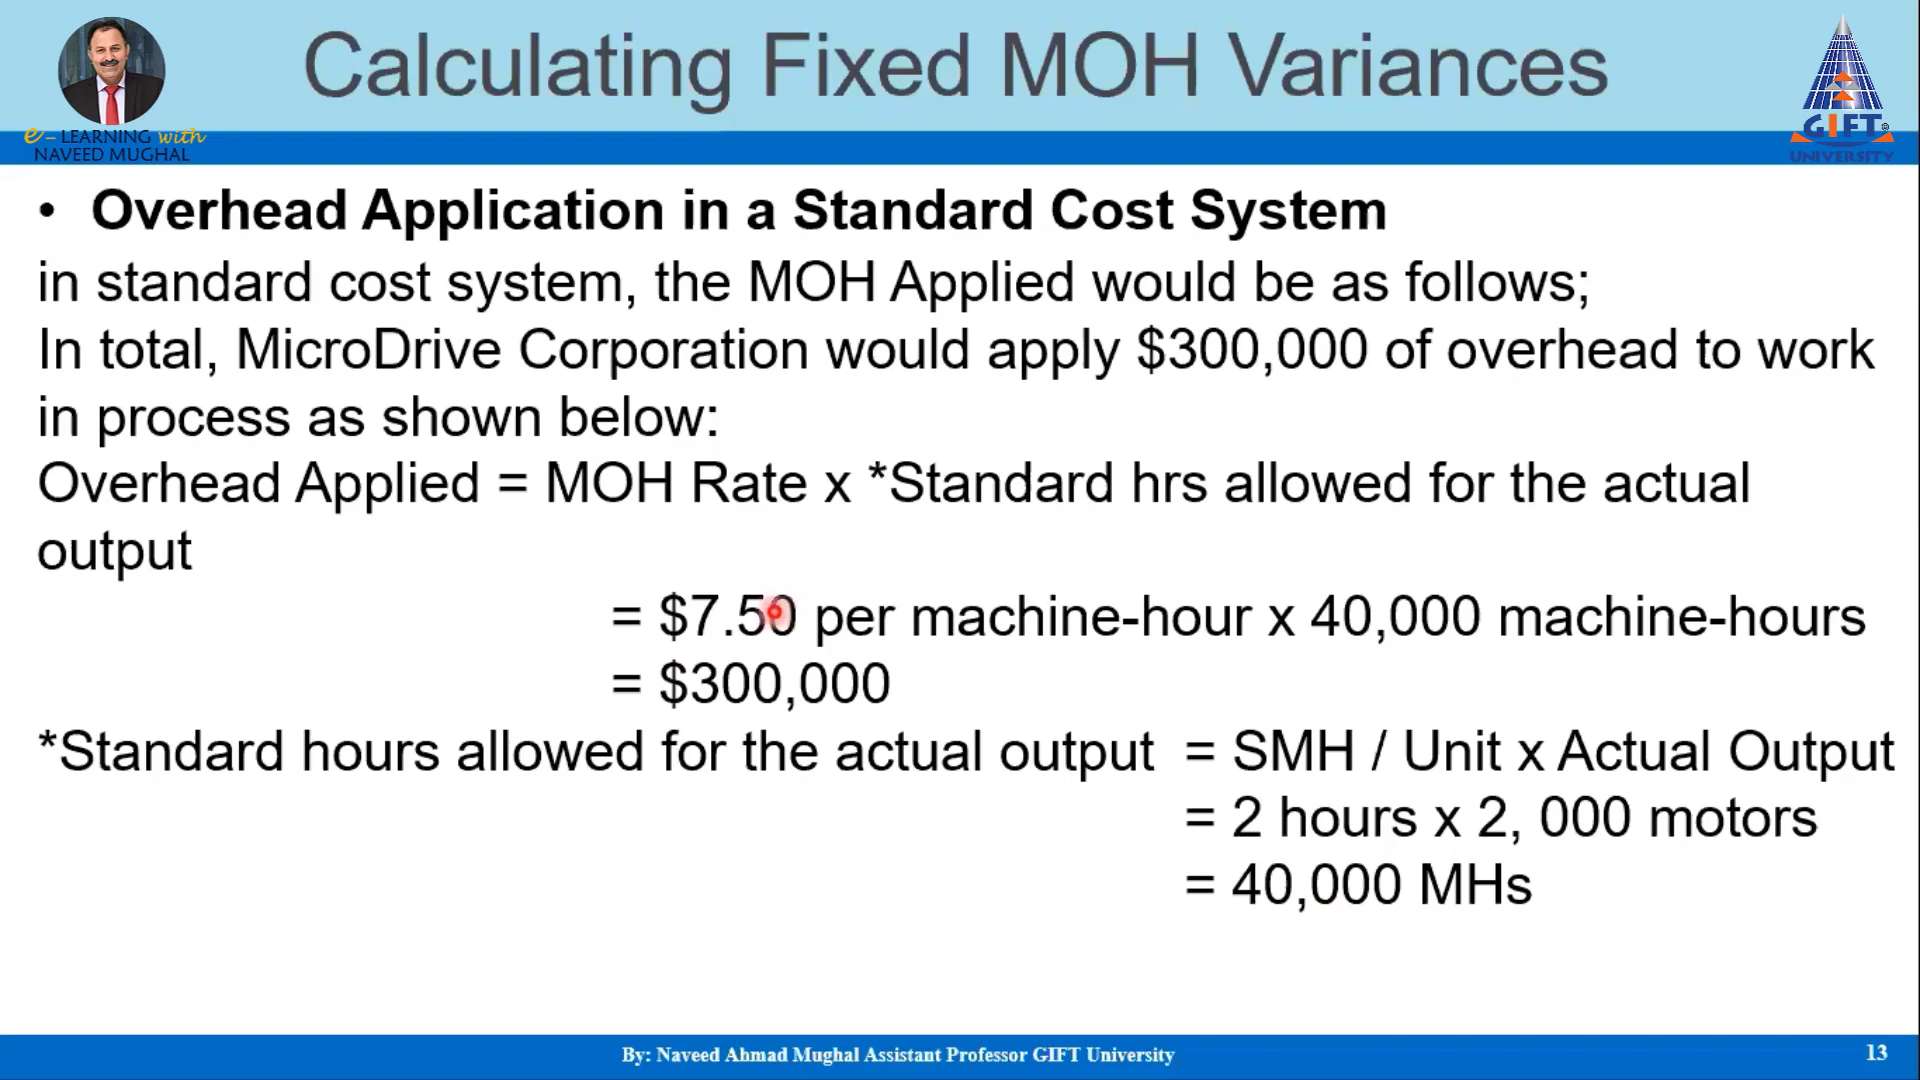 Calculating Fixed MOH Variances
e – LEARNING with
NAVEED MUGHAL
GIFT©
UNIVERSITY
• Overhead Application in a Standard Cost System
in standard cost system, the MOH Applied would be as follows;
In total, MicroDrive Corporation would apply $300,000 of overhead to work
in process as shown below:
Overhead Applied = MOH Rate x *Standard hrs allowed for the actual
output
= $7.50 per machine-hour x 40,000 machine-hours
= $300,000
*Standard hours allowed for the actual output = SMH / Unit x Actual Output
= 2 hours x 2, 000 motors
= 40,000 MHs
By: Naveed Ahmad Mughal Assistant Professor GIFT University
13